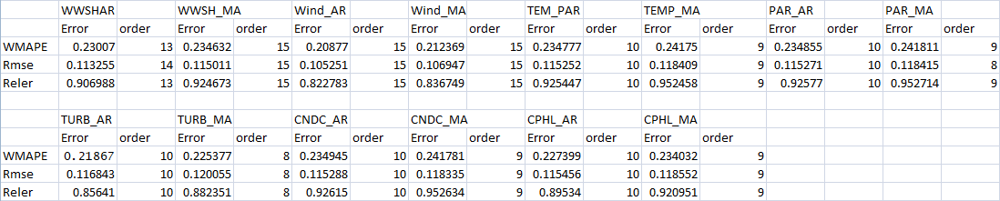 WWSHAR WWSH_MA Wind_AR Wind_MA TEM_PAR TEMP_MA PAR_AR PAR_MA
Error order Error order Error order Error order Error order Error order Error order Error order
WMAPE 0.23007 13 0.234632 15 0.20877 15 0.212369 15 0.234777 10 0.24175 9 0.234855 10 0.241811 9
Rmse 0.113255 14 0.115011 15 0.105251 15 0.106947 15 0.115252 10 0.118409 9 0.115271 10 0.118415 8
Reler 0.906988 13 0.924673 15 0.822783 15 0.836749 15 0.925447 10 0.952458 9 0.92577 10 0.952714 9
TURB_AR TURB_MA CNDC_AR CNDC_MA CPHL_AR CPHL_MA
Error order Error order Error order Error order Error order Error order
WMAPE 0.21867 10 0.225377 8 0.234945 10 0.241781 9 0.227399 10 0.234032 9
Rmse 0.116843 10 0.120055 8 0.115288 10 0.118335 9 0.115456 10 0.118552 9
Reler 0.85641 10 0.882351 8 0.92615 10 0.952634 9 0.89534 10 0.920951 9